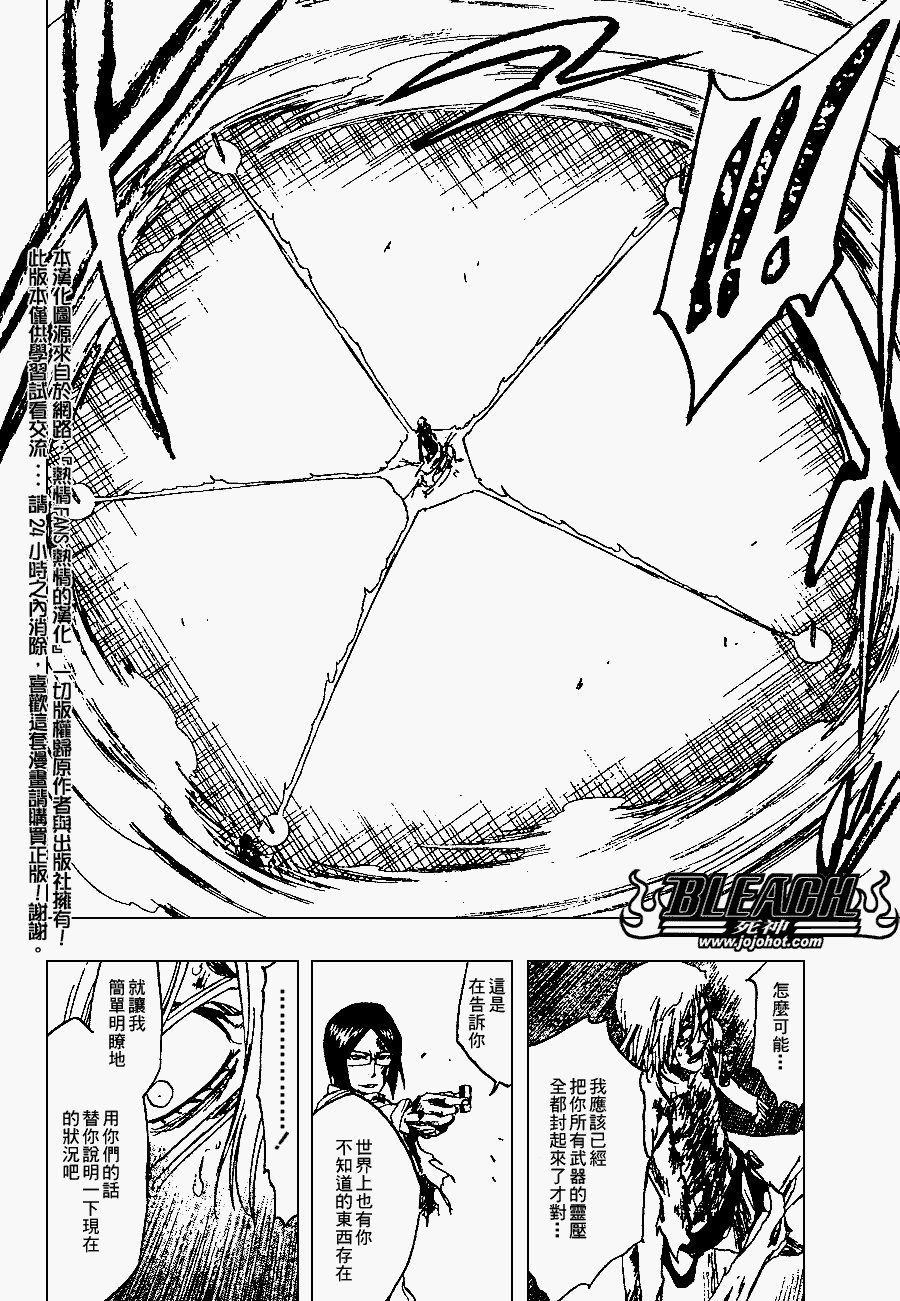 本漢化圖源來自於網路，『熱情FANS熱情的漢化』一切版權歸原作者與出版社擁有！
此版本僅供學習試看交流…請24小時之內消除，喜歡這套漫畫請購買正版！謝謝。
!!!
BLEACH
死神
www.jojohot.com
怎麼可能…
我應該已經
把你所有武器的靈壓
全都封起來了才對…
這是
在告訴你
世界上也有你
不知道的東西存在
…………………！
就讓我
簡單明瞭地
用你們的話
替你說明一下現在
的狀況吧